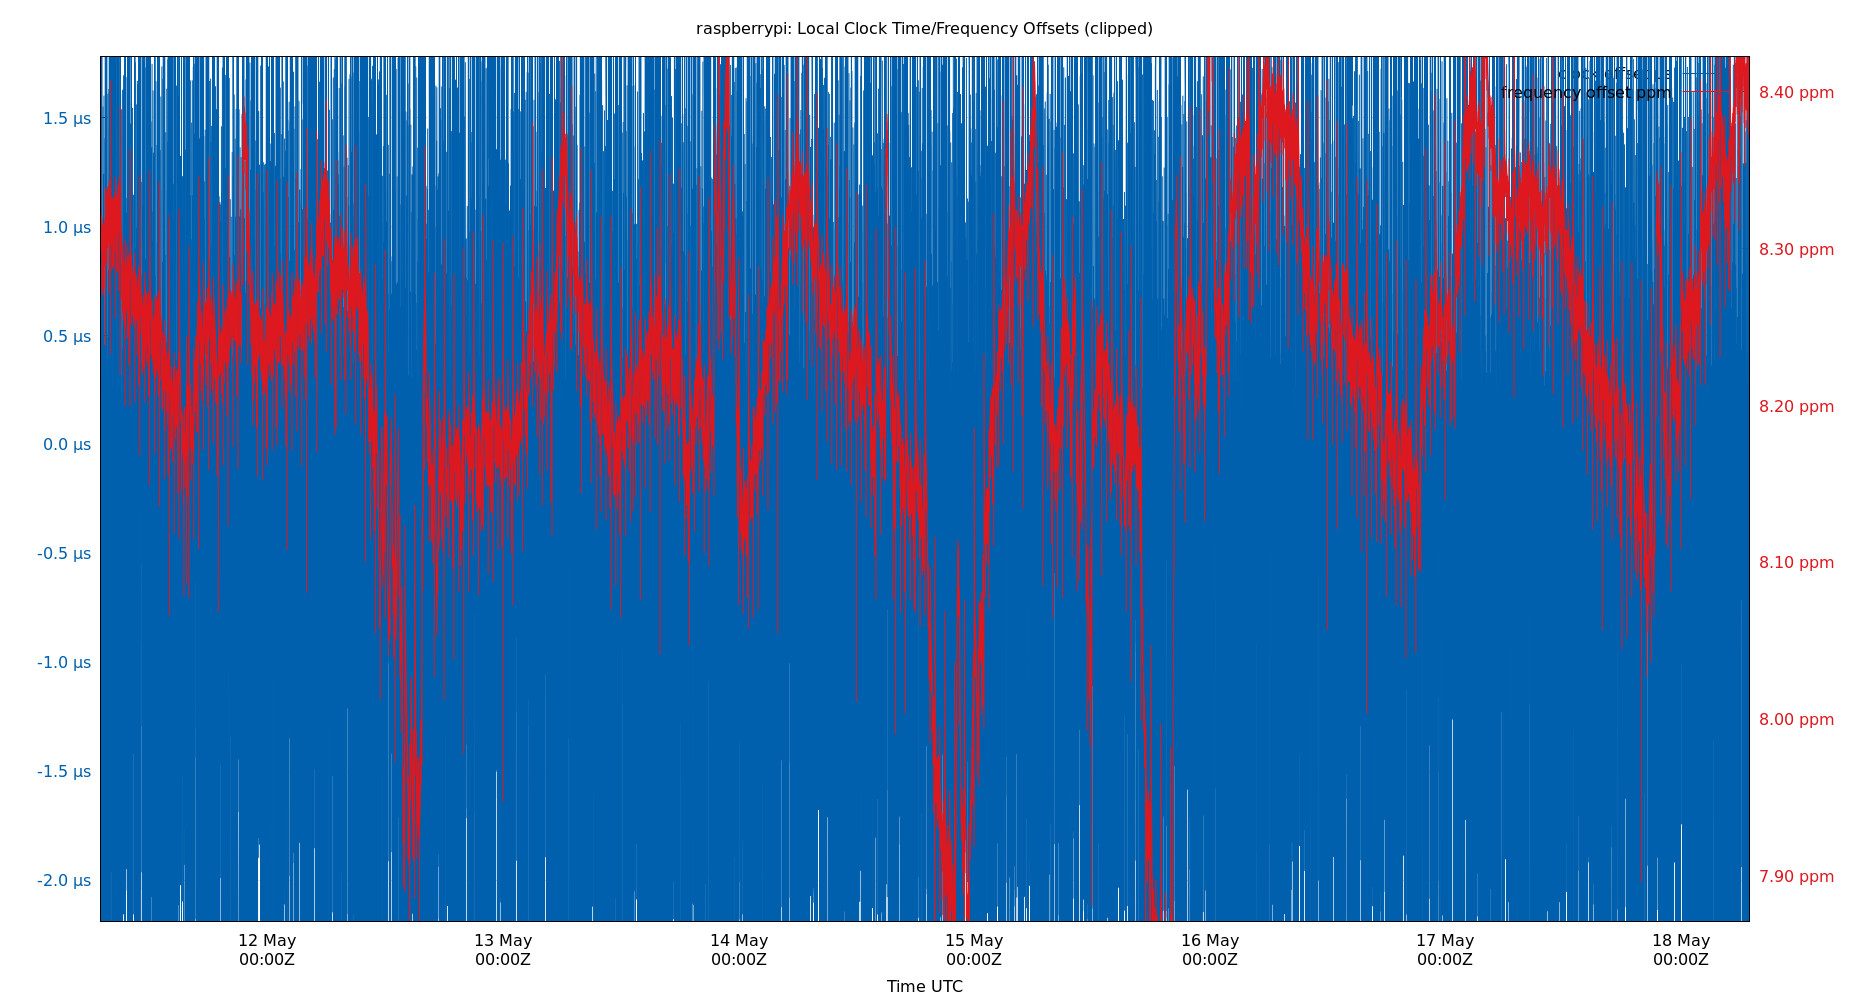 raspberrypi: Local Clock Time/Frequency Offsets (clipped)
clock offset µs
frequency offset ppm
1.5 µs
1.0 µs
0.5 µs
0.0 µs
-0.5 µs
-1.0 µs
-1.5 µs
-2.0 µs
8.40 ppm
8.30 ppm
8.20 ppm
8.10 ppm
8.00 ppm
7.90 ppm
12 May
00:00Z
13 May
00:00Z
14 May
00:00Z
15 May
00:00Z
16 May
00:00Z
17 May
00:00Z
18 May
00:00Z
Time UTC